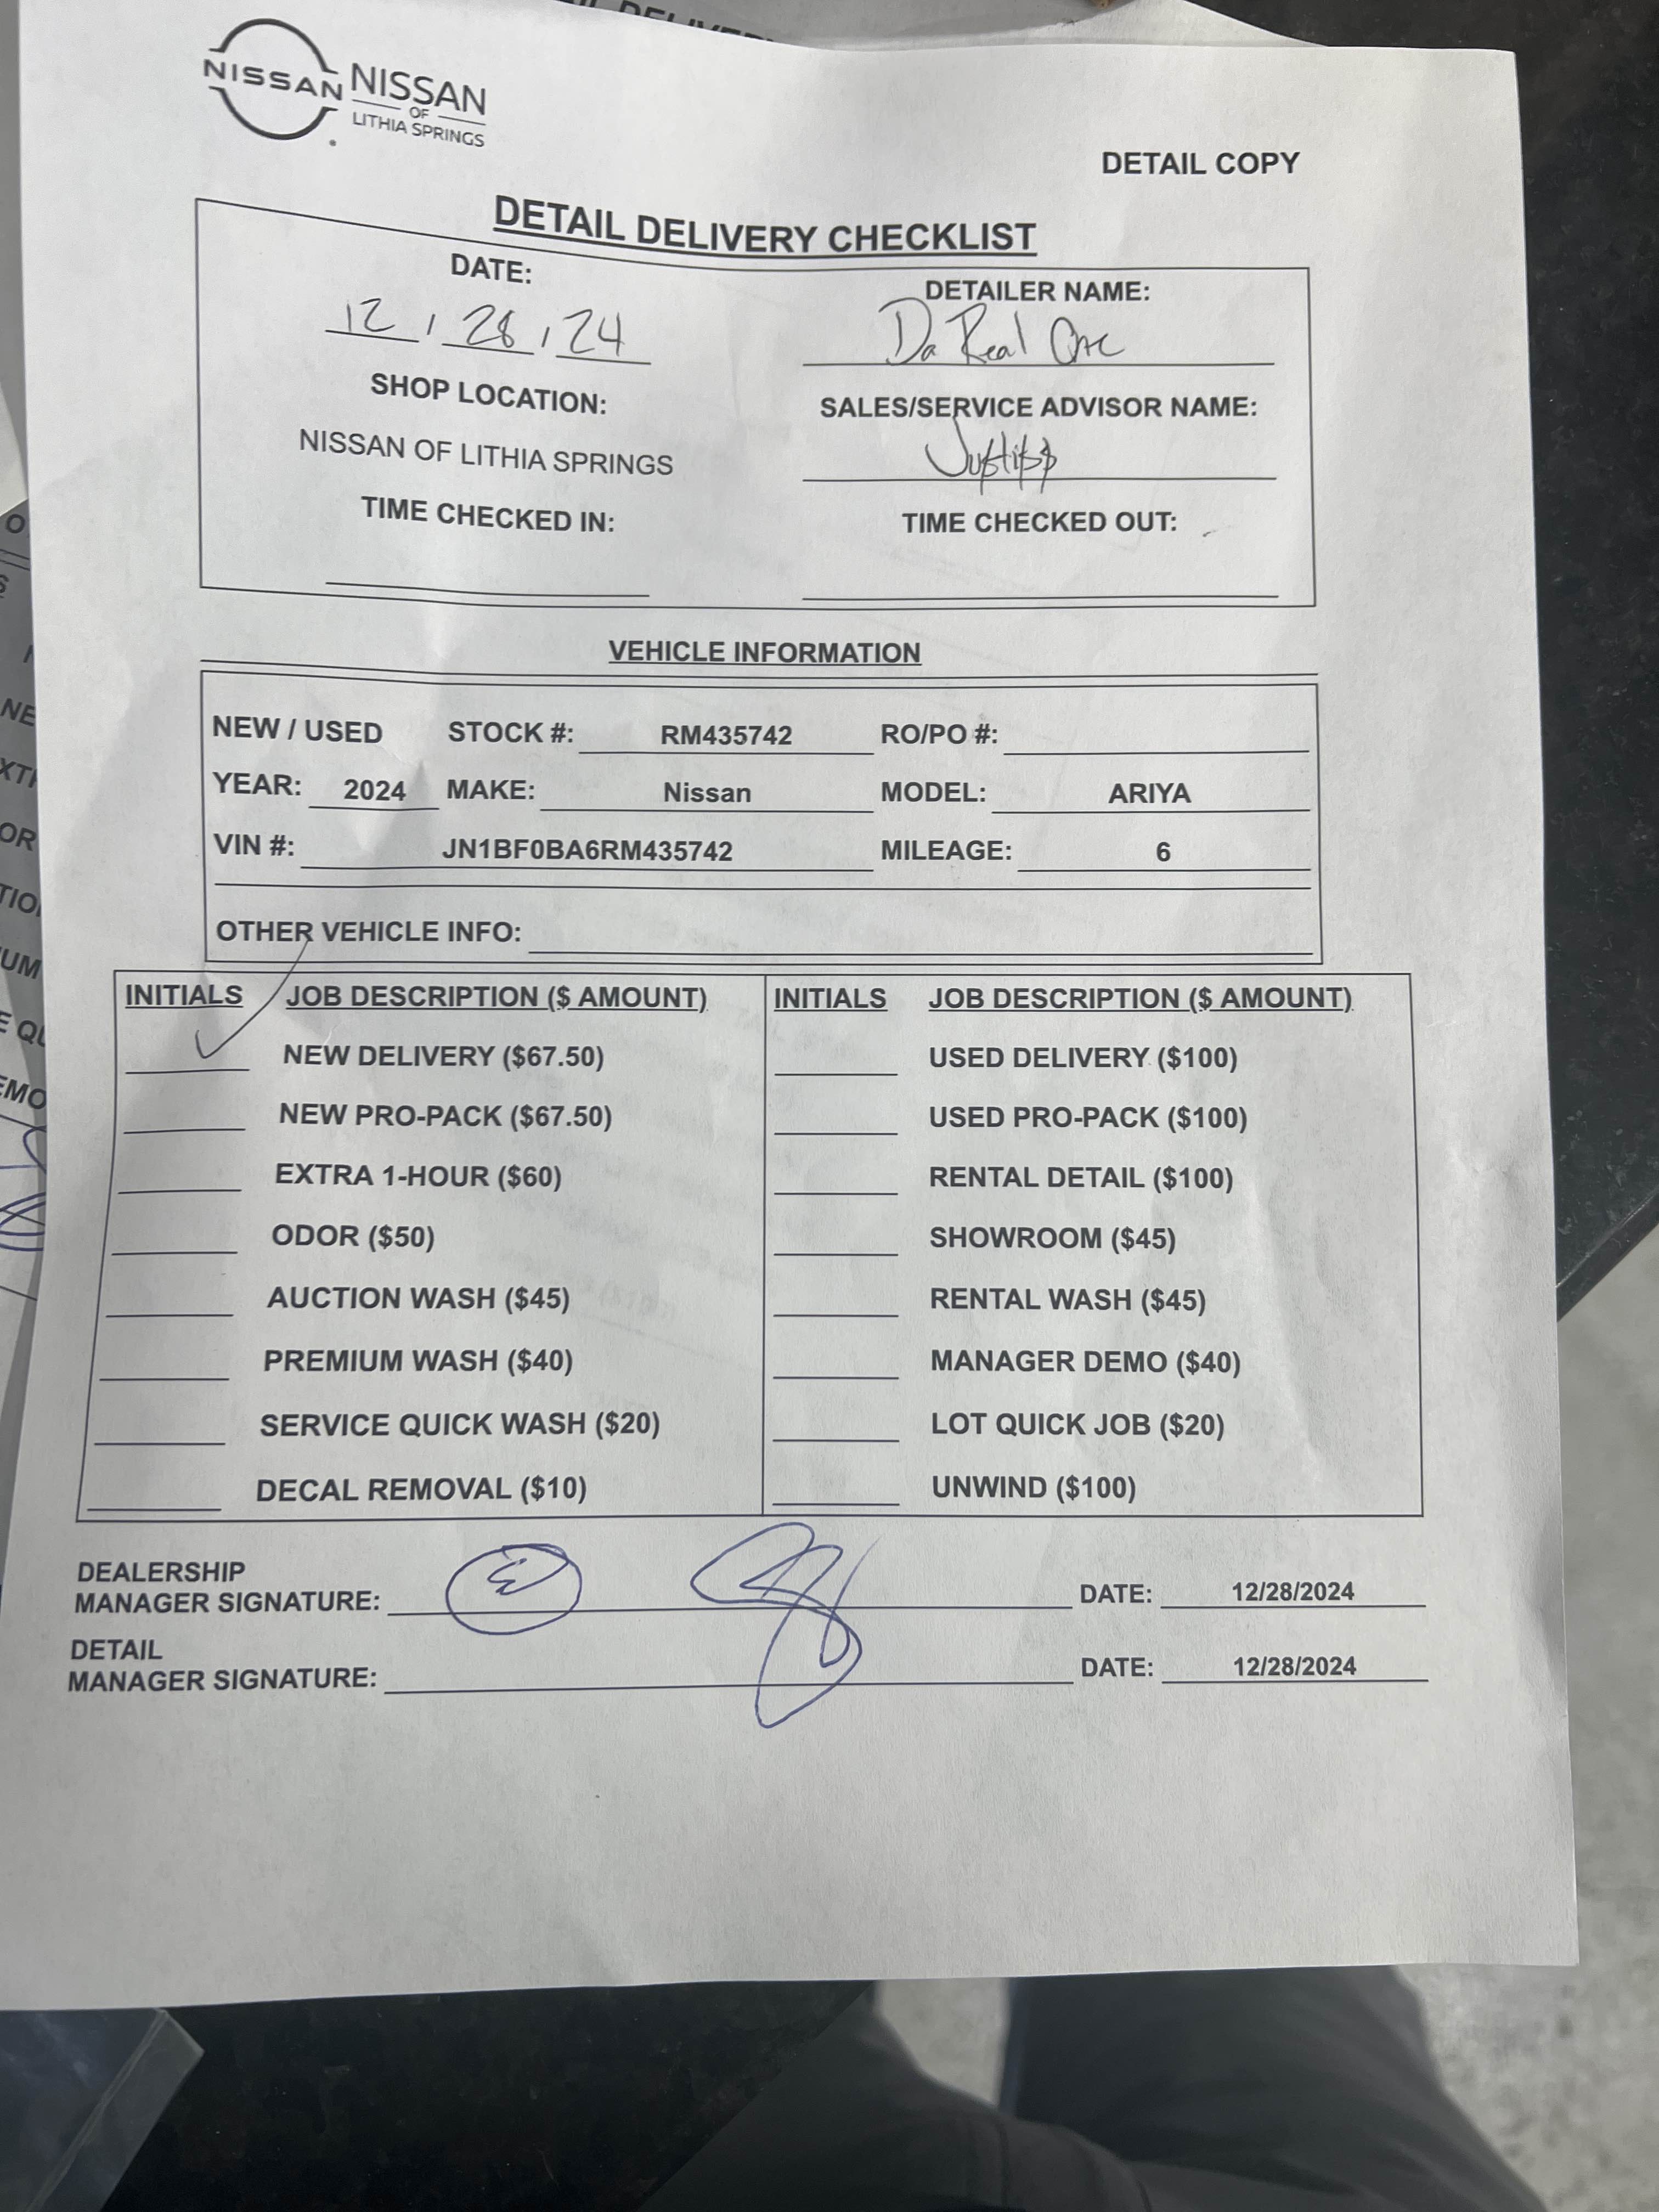 NISSAN
NISSAN
OF
LITHIA SPRINGS
DETAIL COPY
DETAIL DELIVERY CHECKLIST
DATE: DETAILER NAME:
12 / 28 / 24 Da Real One
SHOP LOCATION: SALES/SERVICE ADVISOR NAME:
NISSAN OF LITHIA SPRINGS
TIME CHECKED IN: TIME CHECKED OUT:
VEHICLE INFORMATION
NEW / USED STOCK #: RM435742 RO/PO #:
YEAR: 2024 MAKE: Nissan MODEL: ARIYA
VIN #: JN1BF0BA6RM435742 MILEAGE: 6
OTHER VEHICLE INFO:
INITIALS JOB DESCRIPTION ($ AMOUNT) INITIALS JOB DESCRIPTION ($ AMOUNT)
NEW DELIVERY ($67.50) USED DELIVERY ($100)
NEW PRO-PACK ($67.50) USED PRO-PACK ($100)
EXTRA 1-HOUR ($60) RENTAL DETAIL ($100)
ODOR ($50) SHOWROOM ($45)
AUCTION WASH ($45) RENTAL WASH ($45)
PREMIUM WASH ($40) MANAGER DEMO ($40)
SERVICE QUICK WASH ($20) LOT QUICK JOB ($20)
DECAL REMOVAL ($10) UNWIND ($100)
DEALERSHIP
MANAGER SIGNATURE: DATE: 12/28/2024
DETAIL
MANAGER SIGNATURE: DATE: 12/28/2024